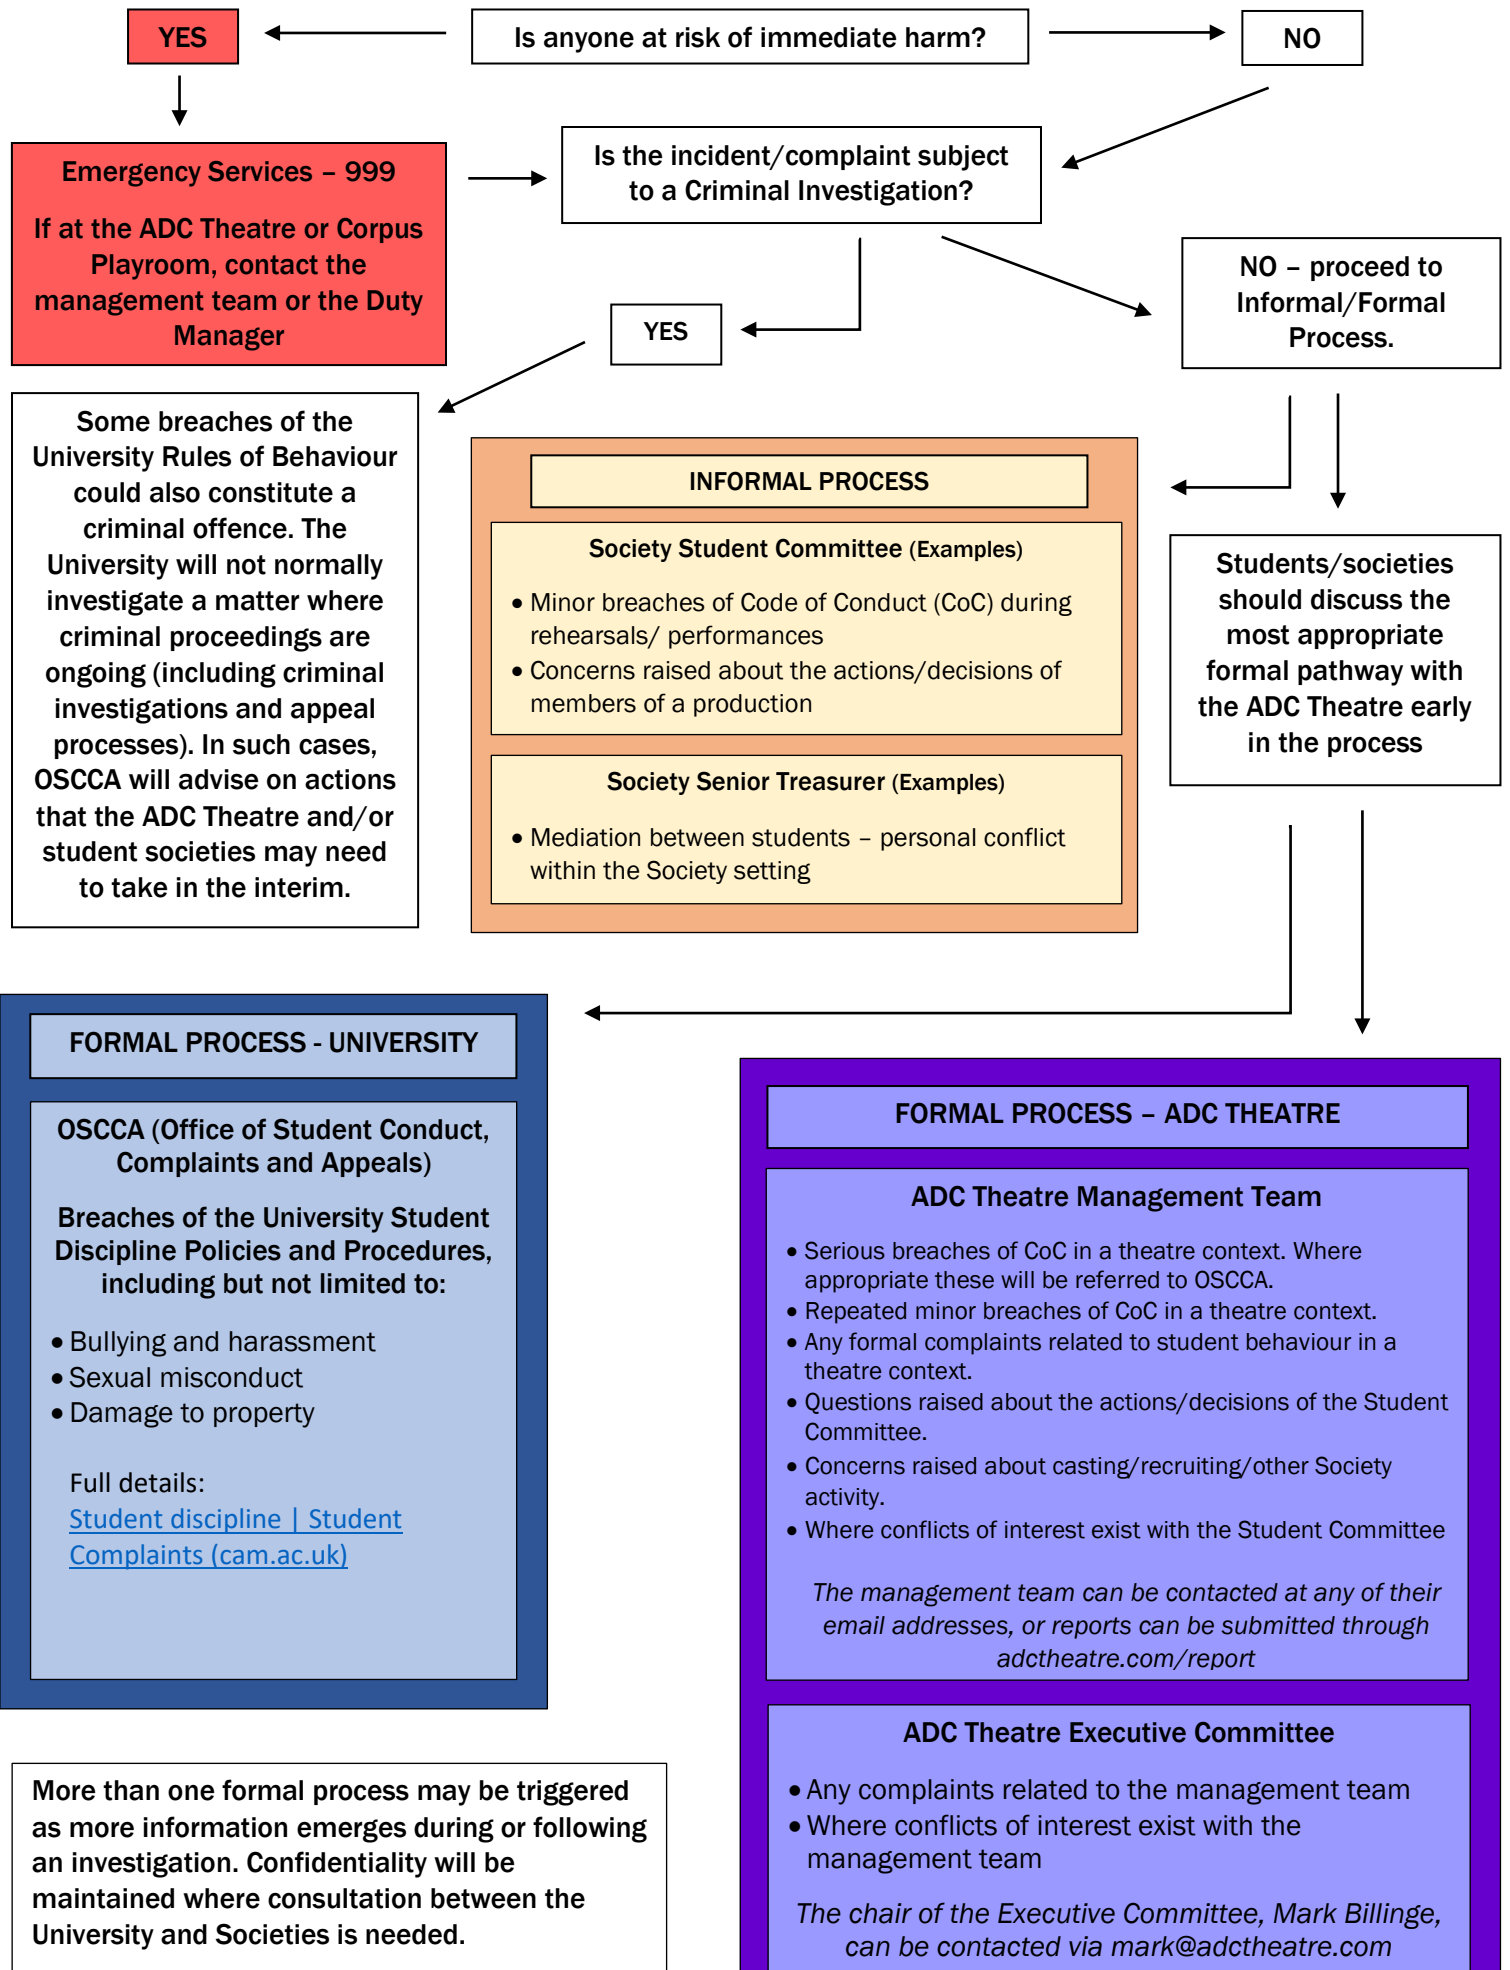 YES
Is anyone at risk of immediate harm?
NO
Emergency Services – 999
If at the ADC Theatre or Corpus
Playroom, contact the
management team or the Duty
Manager
Is the incident/complaint subject
to a Criminal Investigation?
YES
NO – proceed to
Informal/Formal
Process.
Some breaches of the
University Rules of Behaviour
could also constitute a
criminal offence. The
University will not normally
investigate a matter where
criminal proceedings are
ongoing (including criminal
investigations and appeal
processes). In such cases,
OSCCA will advise on actions
that the ADC Theatre and/or
student societies may need
to take in the interim.
INFORMAL PROCESS
Society Student Committee (Examples)
• Minor breaches of Code of Conduct (CoC) during
rehearsals/ performances
• Concerns raised about the actions/decisions of
members of a production
Society Senior Treasurer (Examples)
• Mediation between students – personal conflict
within the Society setting
Students/societies
should discuss the
most appropriate
formal pathway with
the ADC Theatre early
in the process
FORMAL PROCESS - UNIVERSITY
OSCCA (Office of Student Conduct,
Complaints and Appeals)
Breaches of the University Student
Discipline Policies and Procedures,
including but not limited to:
• Bullying and harassment
• Sexual misconduct
• Damage to property
Full details:
Student discipline | Student
Complaints (cam.ac.uk)
FORMAL PROCESS – ADC THEATRE
ADC Theatre Management Team
• Serious breaches of CoC in a theatre context. Where
appropriate these will be referred to OSCCA.
• Repeated minor breaches of CoC in a theatre context.
• Any formal complaints related to student behaviour in a
theatre context.
• Questions raised about the actions/decisions of the Student
Committee.
• Concerns raised about casting/recruiting/other Society
activity.
• Where conflicts of interest exist with the Student Committee
The management team can be contacted at any of their
email addresses, or reports can be submitted through
adctheatre.com/report
ADC Theatre Executive Committee
• Any complaints related to the management team
• Where conflicts of interest exist with the
management team
The chair of the Executive Committee, Mark Billinge,
can be contacted via mark@adctheatre.com
More than one formal process may be triggered
as more information emerges during or following
an investigation. Confidentiality will be
maintained where consultation between the
University and Societies is needed.